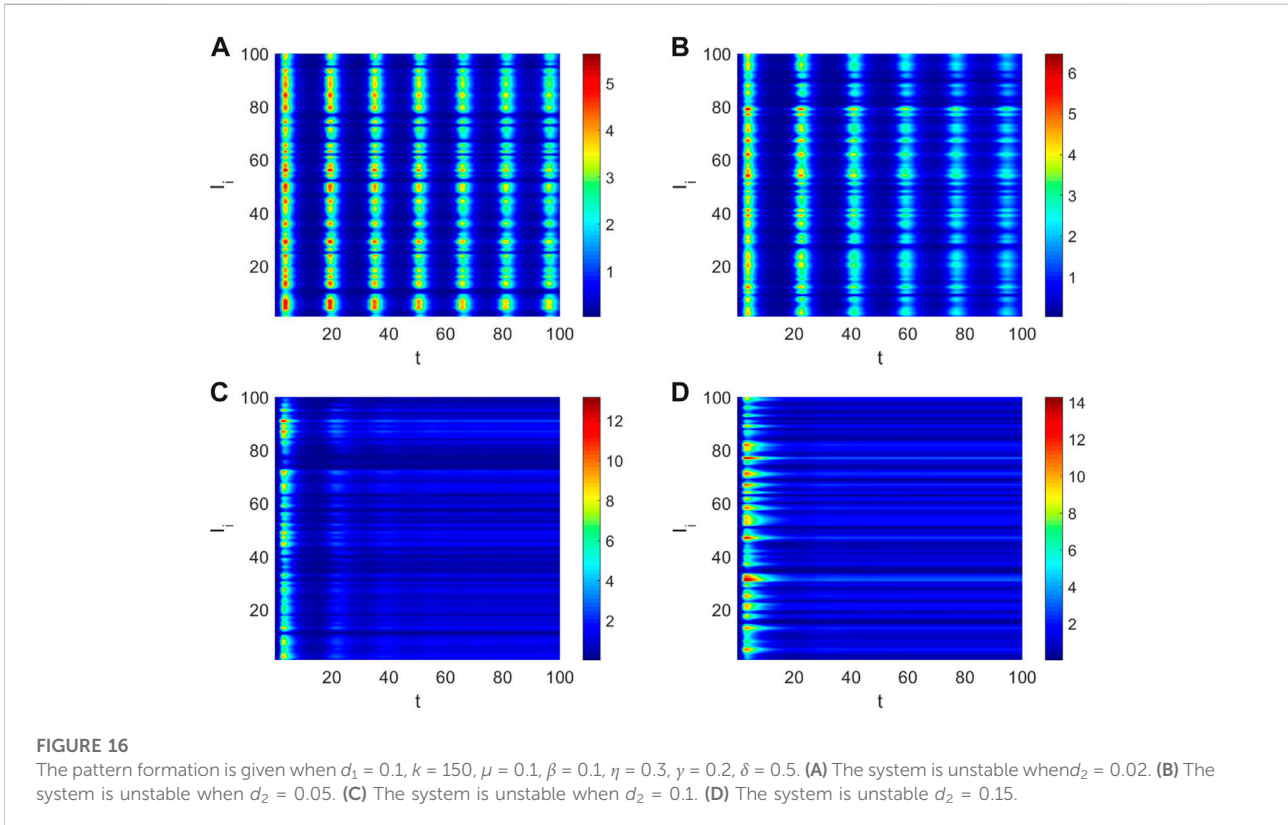 A
100
80
60
40
20
I_i
20 40 60 80 100
t
5
4
3
2
1
B
100
80
60
40
20
I_i
20 40 60 80 100
t
6
5
4
3
2
1
C
100
80
60
40
20
I_i
20 40 60 80 100
t
12
10
8
6
4
2
D
100
80
60
40
20
I_i
20 40 60 80 100
t
14
12
10
8
6
4
2
FIGURE 16
The pattern formation is given when d₁ = 0.1, k = 150, μ = 0.1, β = 0.1, η = 0.3, γ = 0.2, δ = 0.5. (A) The system is unstable whend₂ = 0.02. (B) The
system is unstable when d₂ = 0.05. (C) The system is unstable when d₂ = 0.1. (D) The system is unstable d₂ = 0.15.